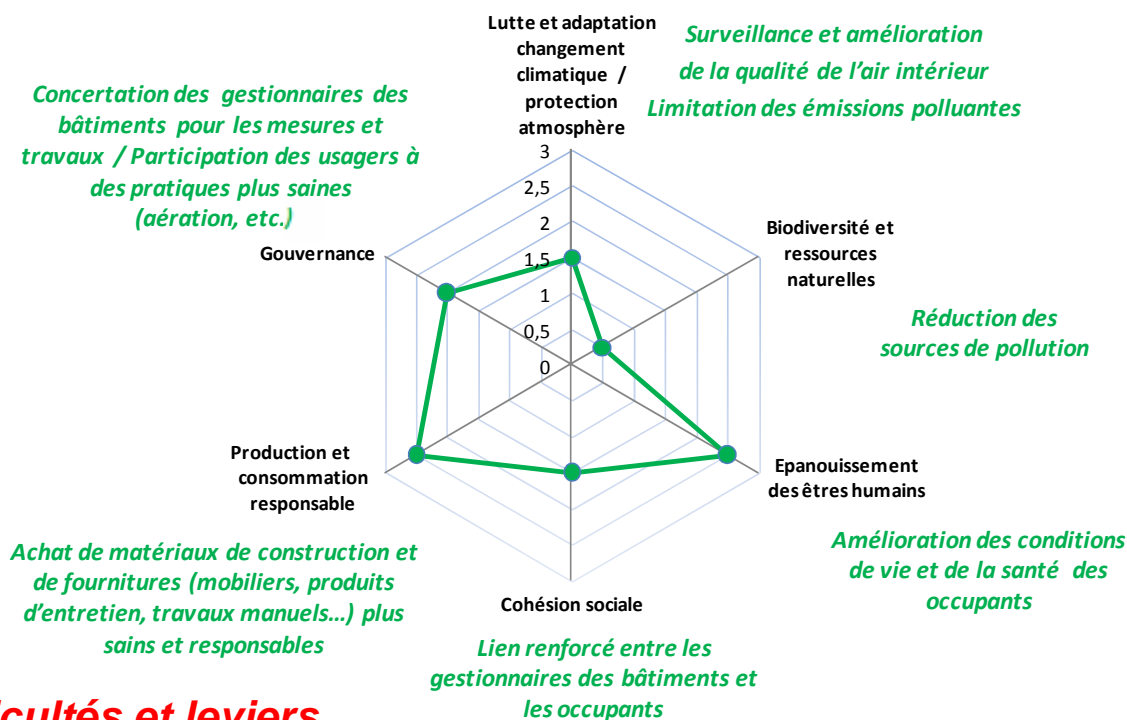 Lutte et adaptation
changement
climatique /
protection
atmosphère
Surveillance et amélioration
de la qualité de l'air intérieur
Limitation des émissions polluantes
Concertation des gestionnaires des
bâtiments pour les mesures et
travaux / Participation des usagers à
des pratiques plus saines
(aération, etc.)
3
2,5
2
1,5
1
0,5
0
Gouvernance
Biodiversité et
ressources
naturelles
Réduction des
sources de pollution
Production et
consommation
responsable
Epanouissement
des êtres humains
Achat de matériaux de construction et
de fournitures (mobiliers, produits
d'entretien, travaux manuels…) plus
sains et responsables
Amélioration des conditions
de vie et de la santé des
occupants
Cohésion sociale
Lien renforcé entre les
gestionnaires des bâtiments et
les occupants
cultés et leviers